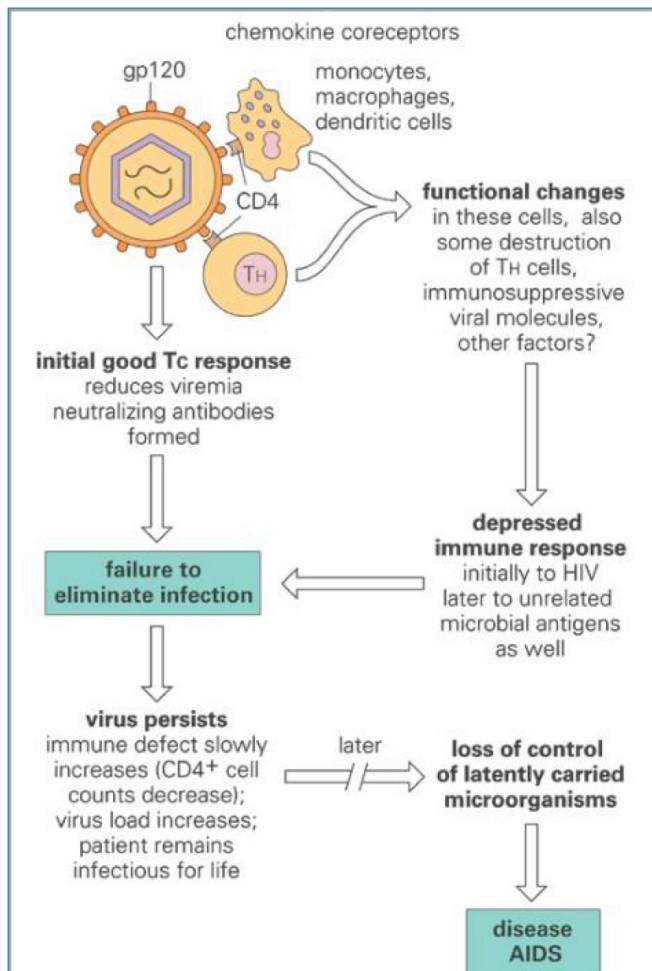 chemokine coreceptors
gp120
monocytes,
macrophages,
dendritic cells
CD4
TH
functional changes
in these cells, also
some destruction
of TH cells,
immunosuppressive
viral molecules,
other factors?
initial good TC response
reduces viremia
neutralizing antibodies
formed
depressed
immune response
initially to HIV
later to unrelated
microbial antigens
as well
failure to
eliminate infection
virus persists
immune defect slowly
increases (CD4+ cell
counts decrease);
virus load increases;
patient remains
infectious for life
later
loss of control
of latently carried
microorganisms
disease
AIDS